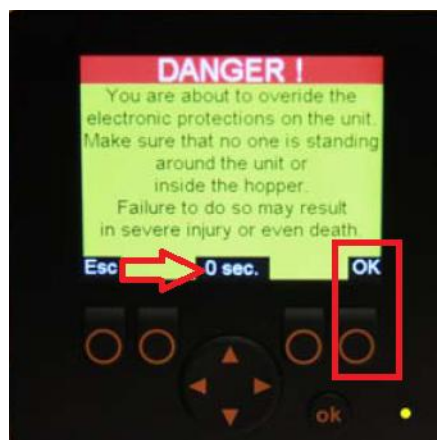 DANGER !
You are about to overide the
electronic protections on the unit.
Make sure that no one is standing
around the unit or
inside the hopper.
Failure to do so may result
in severe injury or even death.
Esc 0 sec. OK
ok